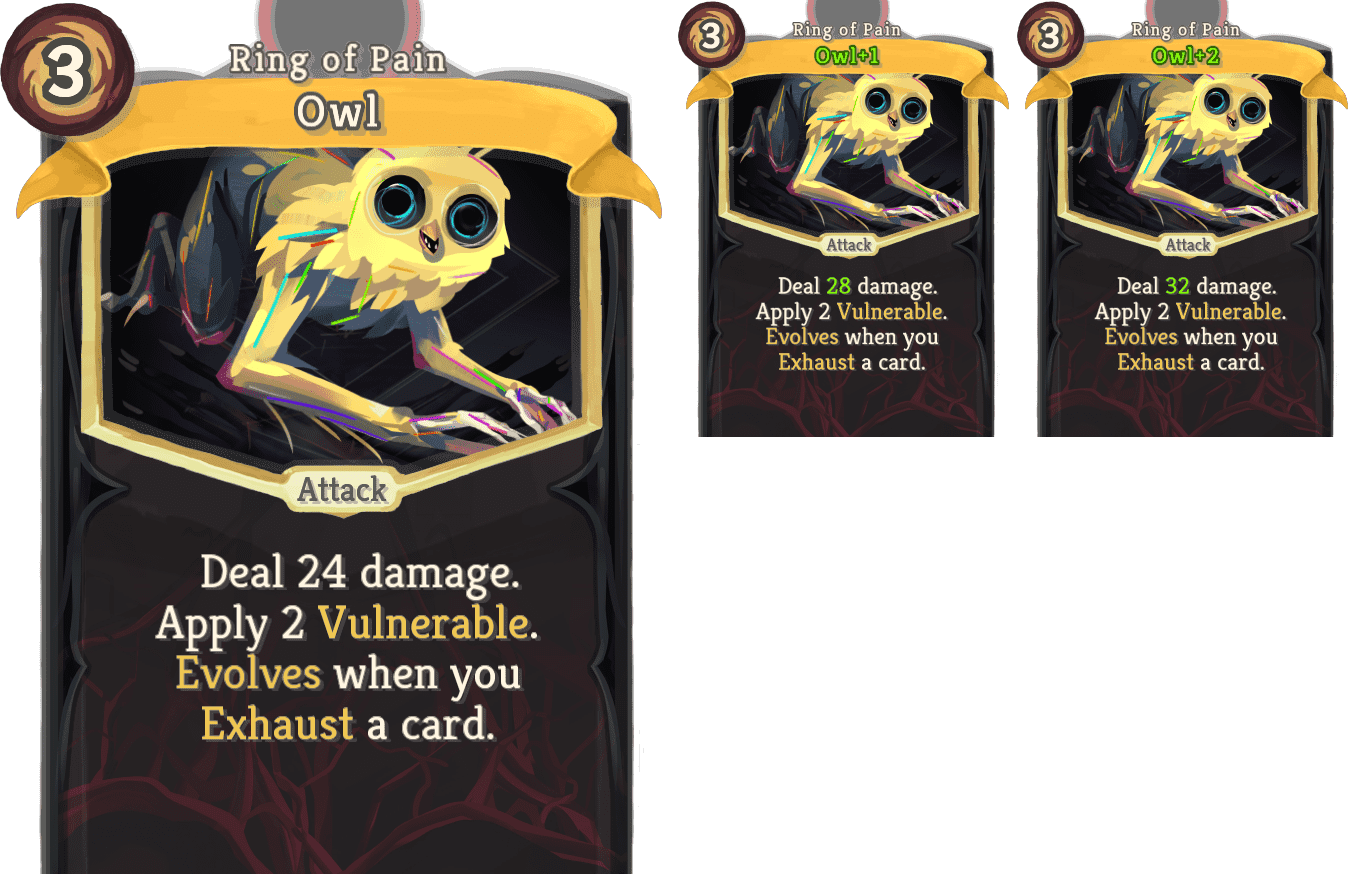 3
Ring of Pain
Owl
Attack
Deal 24 damage.
Apply 2 Vulnerable.
Evolves when you
Exhaust a card.
3
Ring of Pain
Owl+1
Attack
Deal 28 damage.
Apply 2 Vulnerable.
Evolves when you
Exhaust a card.
3
Ring of Pain
Owl+2
Attack
Deal 32 damage.
Apply 2 Vulnerable.
Evolves when you
Exhaust a card.